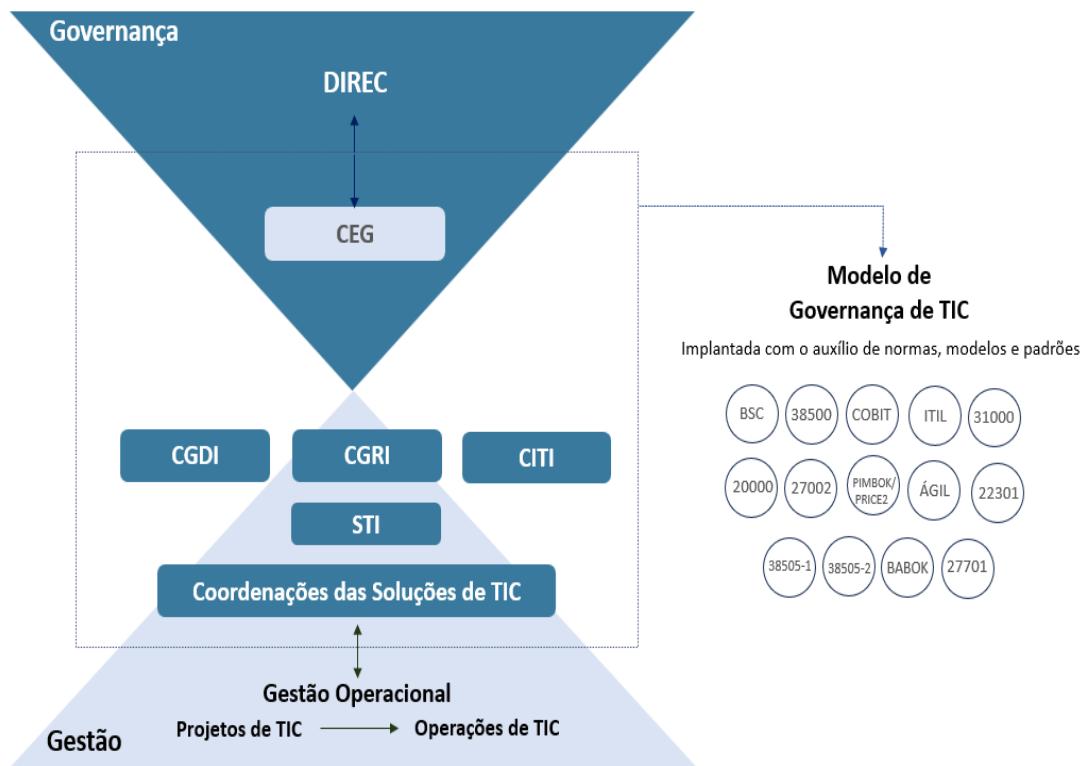 Governança
DIREC
CEG
Modelo de
Governança de TIC
Implantada com o auxílio de normas, modelos e padrões
BSC
38500
COBIT
ITIL
31000
20000
27002
PIMBOK/
PRICE2
ÁGIL
22301
38505-1
38505-2
BABOK
27701
CGDI
CGRI
CITI
STI
Coordenações das Soluções de TIC
Gestão Operacional
Projetos de TIC
Operações de TIC
Gestão